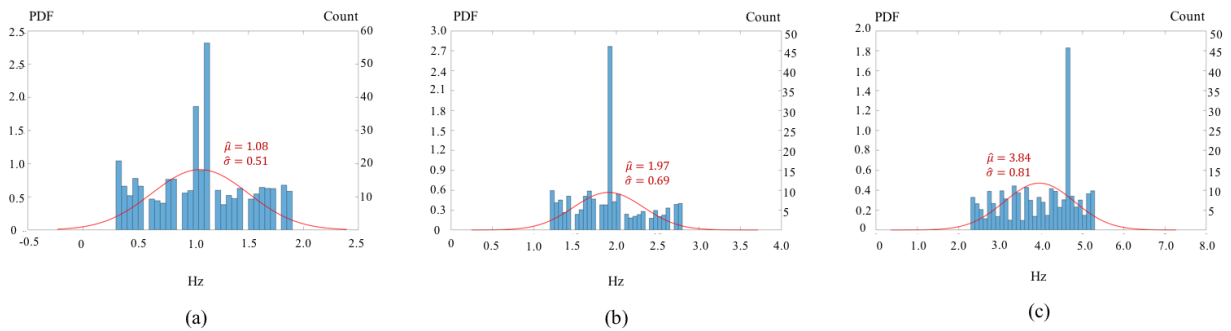 PDF
Count
2.5
2.5
2.0
1.5
1.0
0.5
0
60
50
40
30
20
10
μ̂ = 1.08
σ̂ = 0.51
-0.5 0 0.5 1.0 1.5 2.0 2.5
Hz
(a)
PDF
Count
3.0
2.7
2.1
2.1
1.8
1.5
1.2
0.9
0.6
0.3
0
50
45
40
35
30
25
20
15
10
5
μ̂ = 1.97
σ̂ = 0.69
0 1.0 2.0 3.0 4.0
Hz
(b)
PDF
Count
2.0
1.8
1.6
1.4
1.2
1.0
0.8
0.6
0.4
0.2
0
50
45
40
35
30
25
20
15
10
5
0
μ̂ = 3.84
σ̂ = 0.81
0 1.0 2.0 3.0 4.0 5.0 6.0 7.0 8.0
Hz
(c)